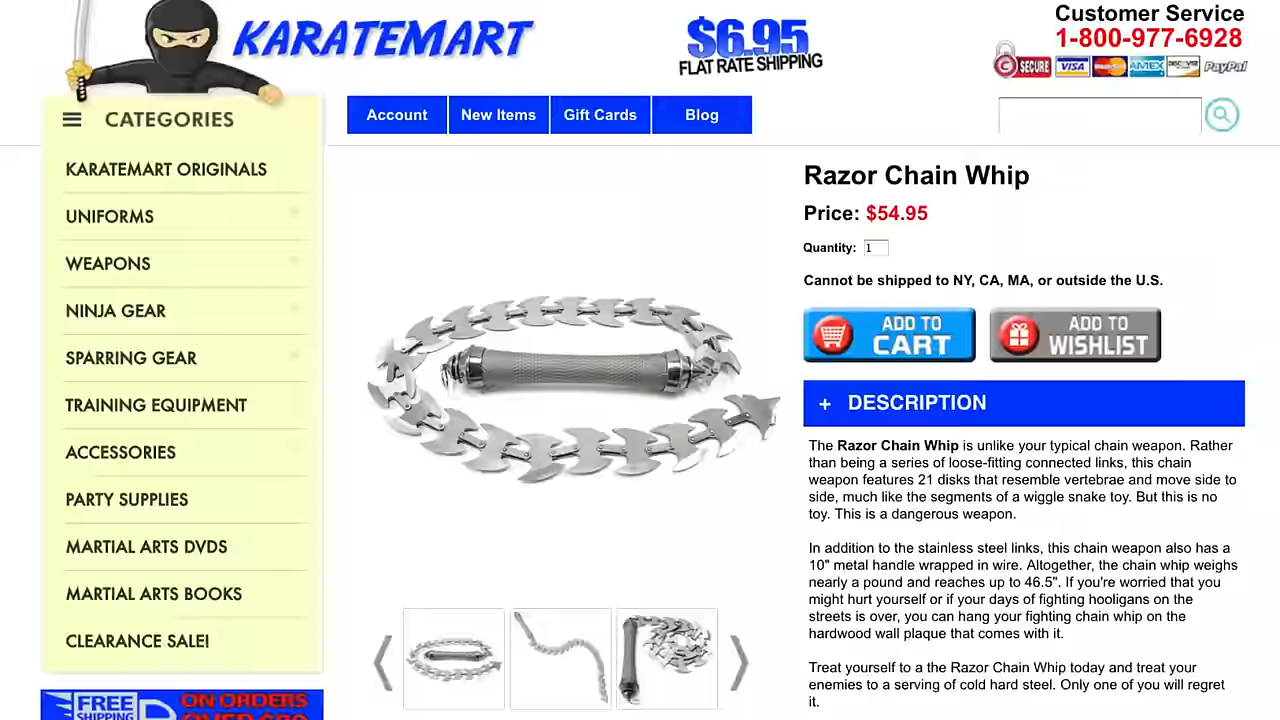 KARATEMART
$6.95
FLAT RATE SHIPPING
Customer Service
1-800-977-6928
SECURE VISA MasterCard AMEX DISCOVER PayPal
CATEGORIES
Account New Items Gift Cards Blog
KARATEMART ORIGINALS
UNIFORMS
WEAPONS
NINJA GEAR
SPARRING GEAR
TRAINING EQUIPMENT
ACCESSORIES
PARTY SUPPLIES
MARTIAL ARTS DVDS
MARTIAL ARTS BOOKS
CLEARANCE SALE!
FREE
SHIPPING
ON ORDERS
Razor Chain Whip
Price: $54.95
Quantity: 1
Cannot be shipped to NY, CA, MA, or outside the U.S.
ADD TO
CART
ADD TO
WISHLIST
+ DESCRIPTION
The Razor Chain Whip is unlike your typical chain weapon. Rather
than being a series of loose-fitting connected links, this chain
weapon features 21 disks that resemble vertebrae and move side to
side, much like the segments of a wiggle snake toy. But this is no
toy. This is a dangerous weapon.
In addition to the stainless steel links, this chain weapon also has a
10" metal handle wrapped in wire. Altogether, the chain whip weighs
nearly a pound and reaches up to 46.5". If you're worried that you
might hurt yourself or if your days of fighting hooligans on the
streets is over, you can hang your fighting chain whip on the
hardwood wall plaque that comes with it.
Treat yourself to a the Razor Chain Whip today and treat your
enemies to a serving of cold hard steel. Only one of you will regret
it.